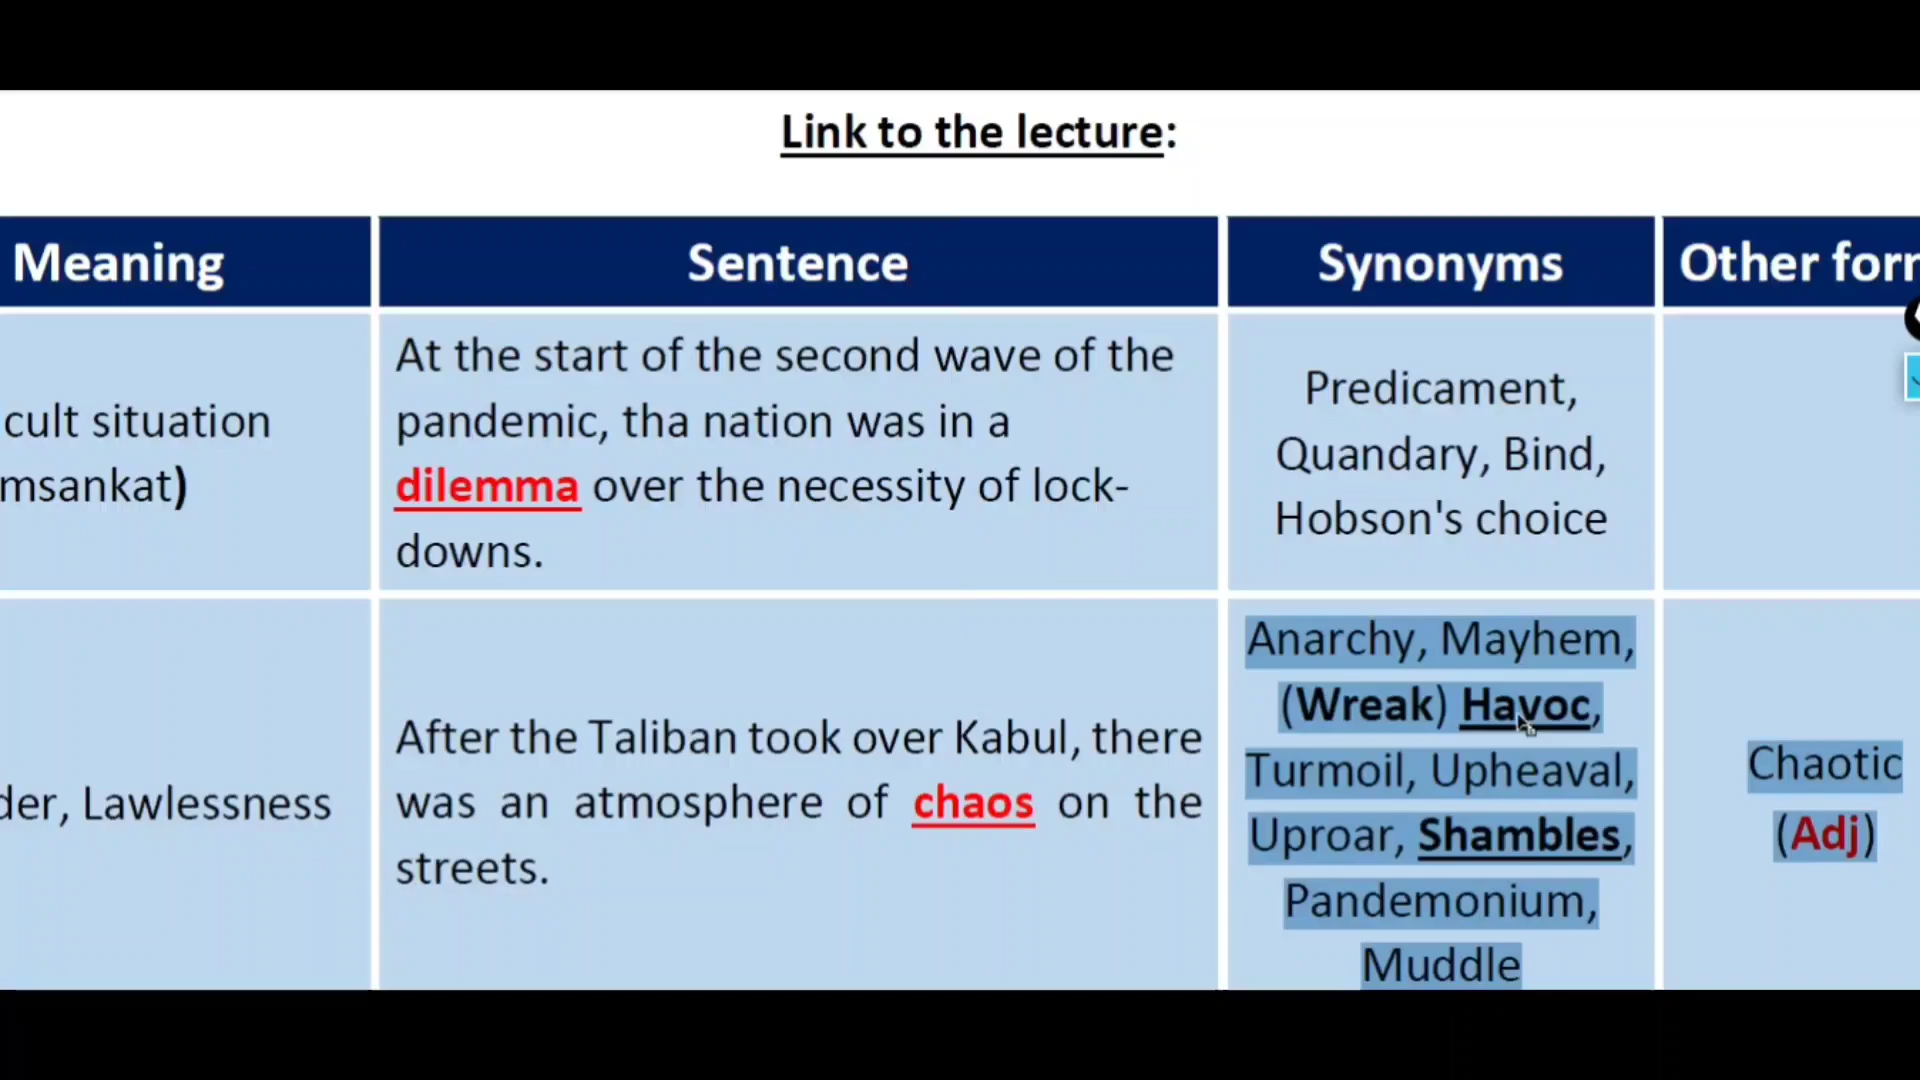 Link to the lecture:
Meaning
Sentence
Synonyms
Other for
cult situation
msankat)
At the start of the second wave of the
pandemic, tha nation was in a
dilemma over the necessity of lock-
downs.
Predicament,
Quandary, Bind,
Hobson's choice
der, Lawlessness
After the Taliban took over Kabul, there
was an atmosphere of chaos on the
streets.
Anarchy, Mayhem,
(Wreak) Havoc,
Turmoil, Upheaval,
Uproar, Shambles,
Pandemonium,
Muddle
Chaotic
(Adj)